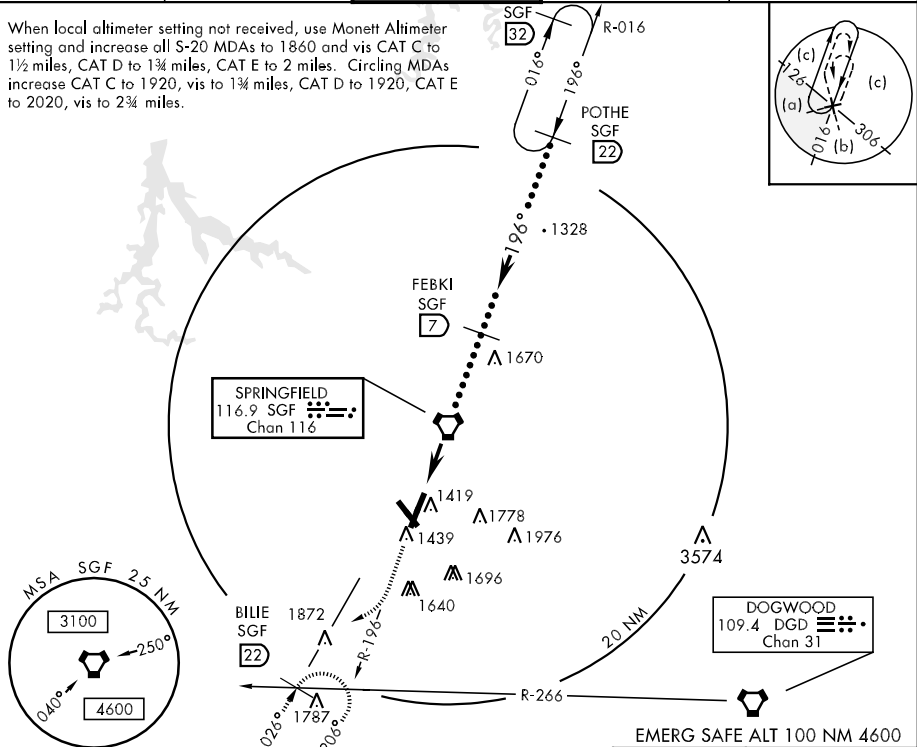 When local altimeter setting not received, use Monett Altimeter
setting and increase all S-20 MDAs to 1860 and vis CAT C to
1½ miles, CAT D to 1¾ miles, CAT E to 2 miles. Circling MDAs
increase CAT C to 1920, vis to 1¾ miles, CAT D to 1920, CAT E
to 2020, vis to 2¾ miles.
SGF
32
R-016
016°
196°
POTHE
SGF
22
(c)
126
(c)
(a)
016
(b)
306
196°
1328
FEBKI
SGF
7
1670
SPRINGFIELD
116.9 SGF
Chan 116
1419
1778
1439
1976
3574
1696
1640
MSA SGF 25 NM
3100
250°
040°
4600
BILIE
SGF
22
1872
R-196
20 NM
DOGWOOD
109.4 DGD
Chan 31
R-266
1787
026°
206°
EMERG SAFE ALT 100 NM 4600